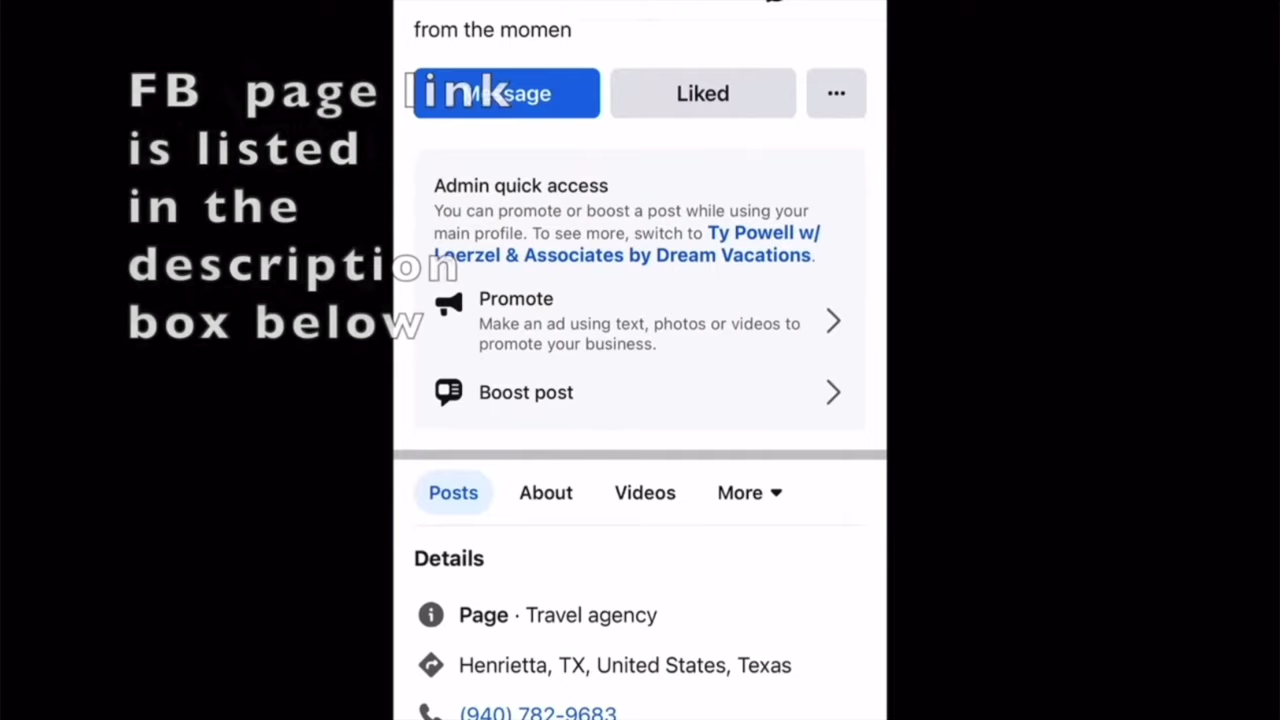 from the momen
FB page link
is listed
in the
description
box below
Message
Liked
Admin quick access
You can promote or boost a post while using your
main profile. To see more, switch to Ty Powell w/
Loerzel & Associates by Dream Vacations.
Promote
Make an ad using text, photos or videos to
promote your business.
Boost post
Posts
About
Videos
More
Details
Page · Travel agency
Henrietta, TX, United States, Texas
(940) 782-9683